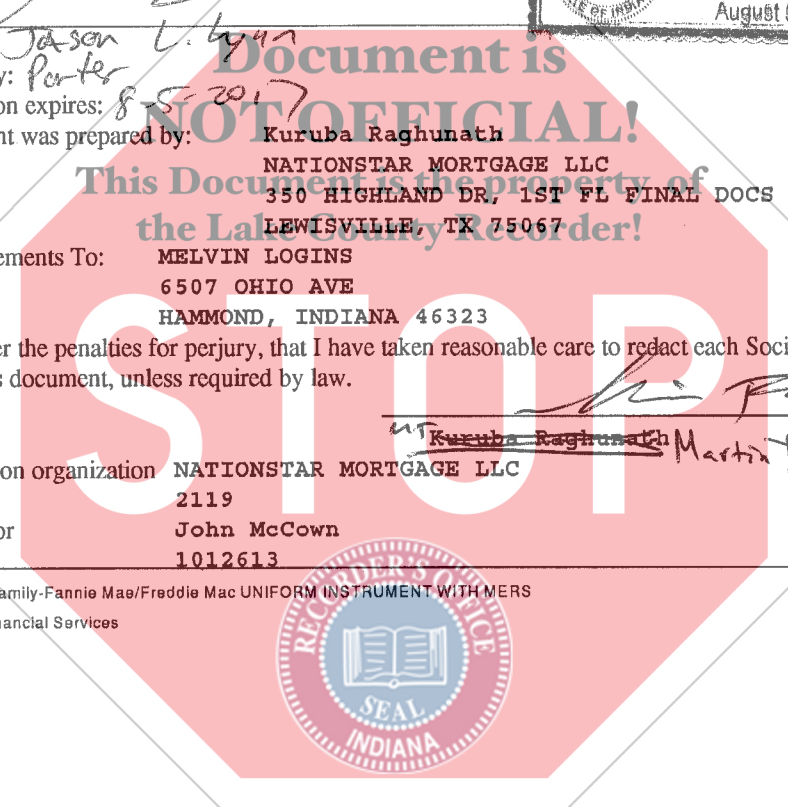 August
Jason L. Lynn
Document is
y: Porter
on expires: 8-5-2017
NOT OFFICIAL!
nt was prepared by: Kuruba Raghunath
NATIONSTAR MORTGAGE LLC
This Document is the property of
350 HIGHLAND DR, 1ST FL FINAL DOCS
the Lake County Recorder!
LEWISVILLE, TX 75067
ements To: MELVIN LOGINS
6507 OHIO AVE
HAMMOND, INDIANA 46323
STOP
er the penalties for perjury, that I have taken reasonable care to redact each Soci
s document, unless required by law.
Kuruba Raghunath Martin
on organization NATIONSTAR MORTGAGE LLC
2119
or John McCown
1012613
amily-Fannie Mae/Freddie Mac UNIFORM INSTRUMENT WITH MERS
nancial Services
RECORDER'S OFFICE
SEAL
INDIANA